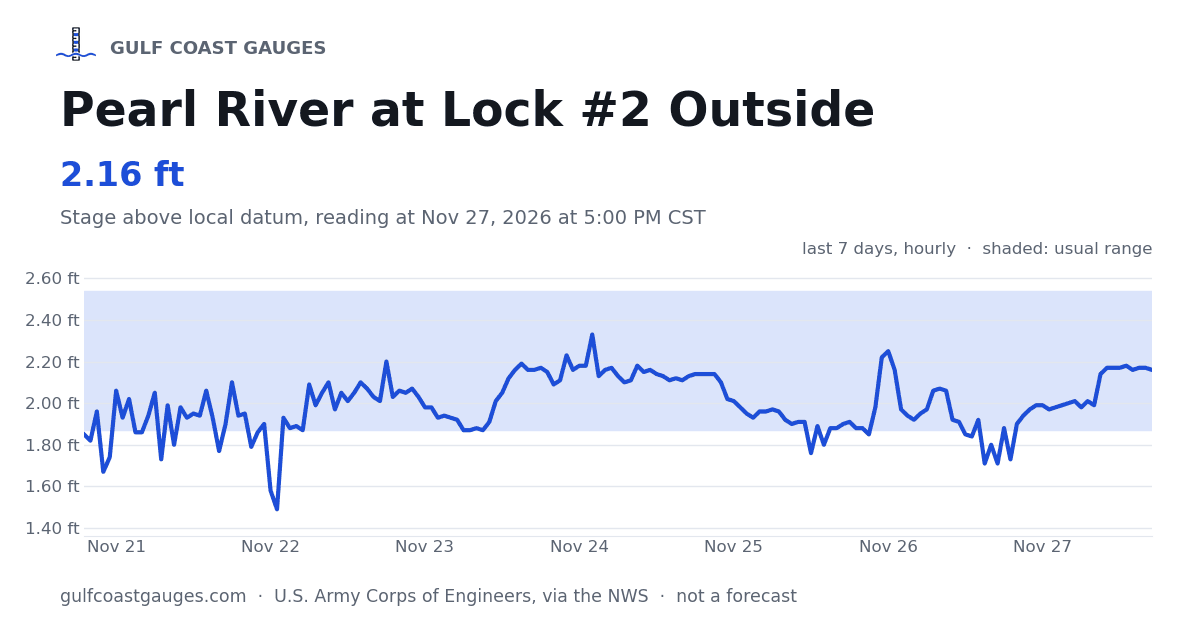 GULF COAST GAUGES
Pearl River at Lock #2 Outside
2.16 ft
Stage above local datum, reading at Nov 27, 2026 at 5:00 PM CST
last 7 days, hourly · shaded: usual range
2.60 ft
2.40 ft
2.20 ft
2.00 ft
1.80 ft
1.60 ft
1.40 ft
Nov 21 Nov 22 Nov 23 Nov 24 Nov 25 Nov 26 Nov 27
gulfcoastgauges.com · U.S. Army Corps of Engineers, via the NWS · not a forecast